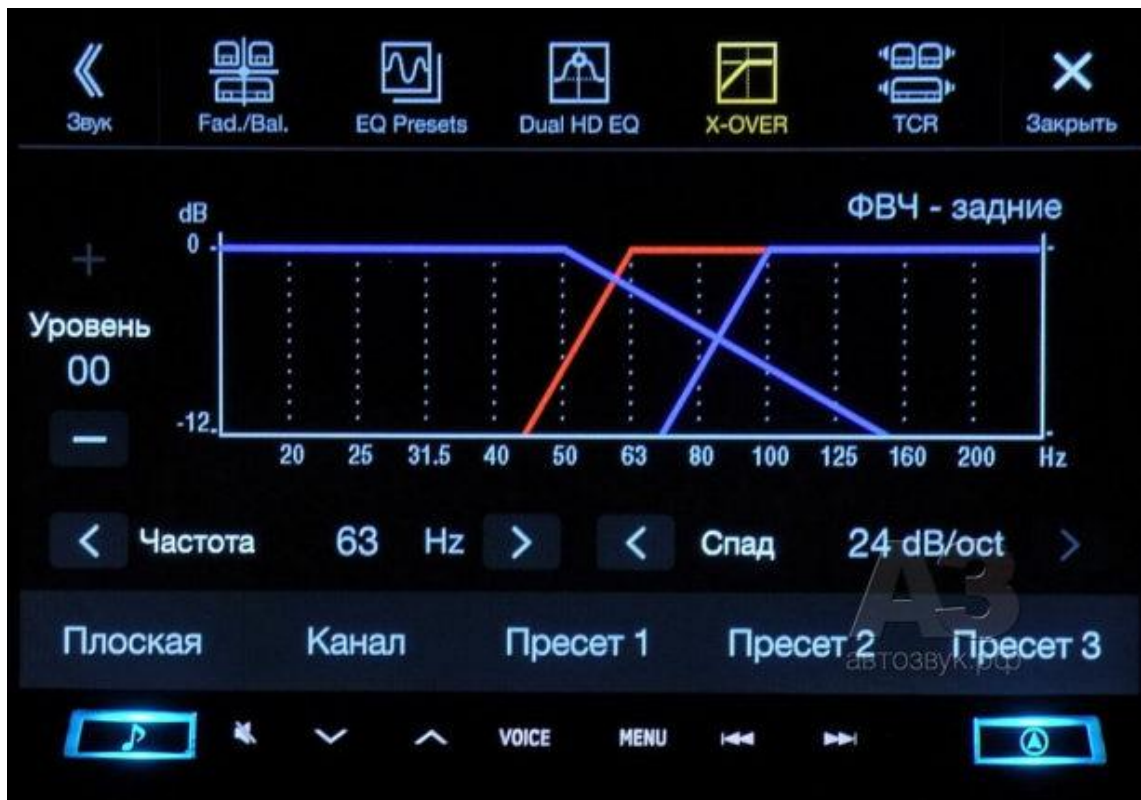 Звук Fad./Bal. EQ Presets Dual HD EQ X-OVER TCR Закрыть
ФВЧ - задние
dB
0
Уровень
00
-12
20 25 31.5 40 50 63 80 100 125 160 200 Hz
Частота 63 Hz Спад 24 dB/oct
Плоская Канал Пресет 1 Пресет 2 Пресет 3
АЗ
автозвук.рф
VOICE MENU